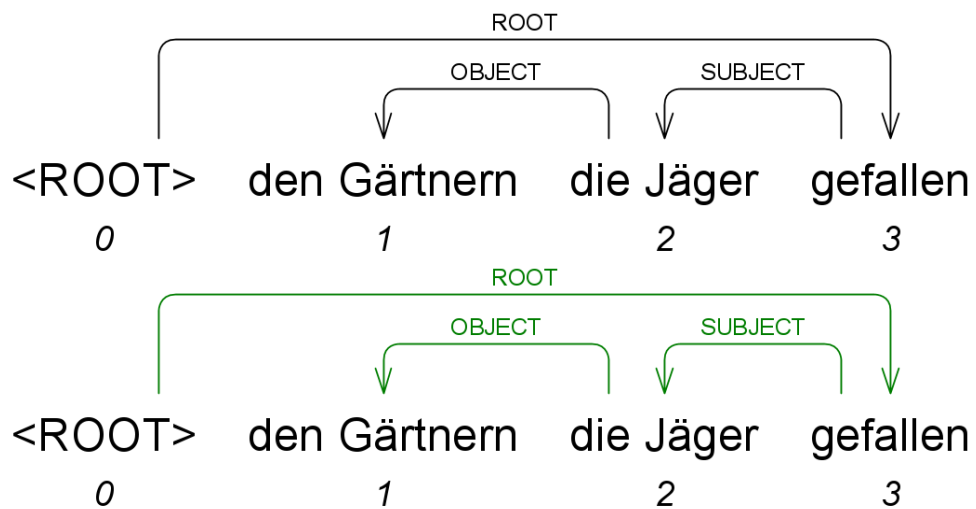 ROOT
OBJECT SUBJECT
<ROOT> den Gärtnern die Jäger gefallen
0 1 2 3
ROOT
OBJECT SUBJECT
<ROOT> den Gärtnern die Jäger gefallen
0 1 2 3